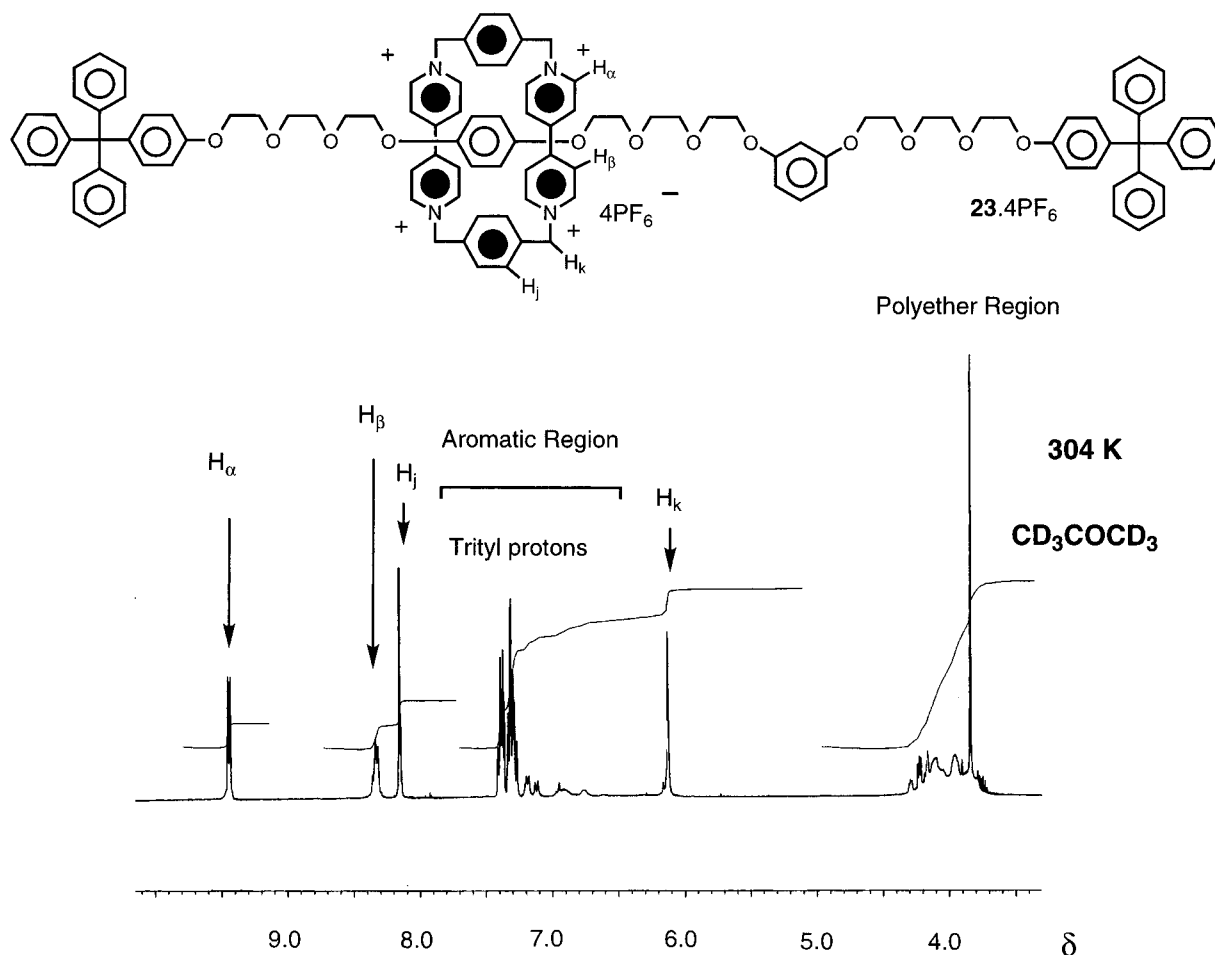 +
+
N
N
Hα
O
O
O
O
O
O
O
O
O
O
O
O
Hβ
N
N
+
+
4PF6 –
23.4PF6
Hk
Hj
Polyether Region
Hβ
Aromatic Region
304 K
Hα
Hj
Hk
Trityl protons
CD3COCD3
9.0 8.0 7.0 6.0 5.0 4.0 δ